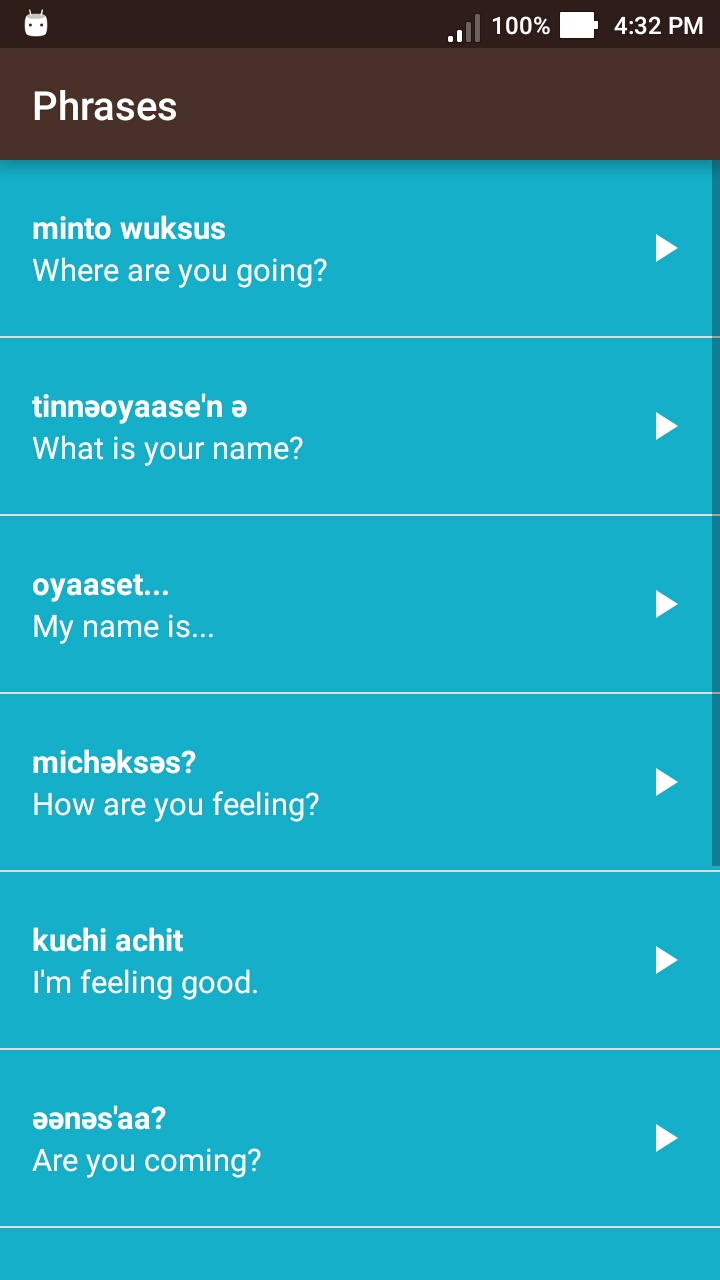 100% 4:32 PM
Phrases
minto wuksus
Where are you going?
tinnəoyaase'n ə
What is your name?
oyaaset...
My name is...
michəksəs?
How are you feeling?
kuchi achit
I'm feeling good.
əənəs'aa?
Are you coming?